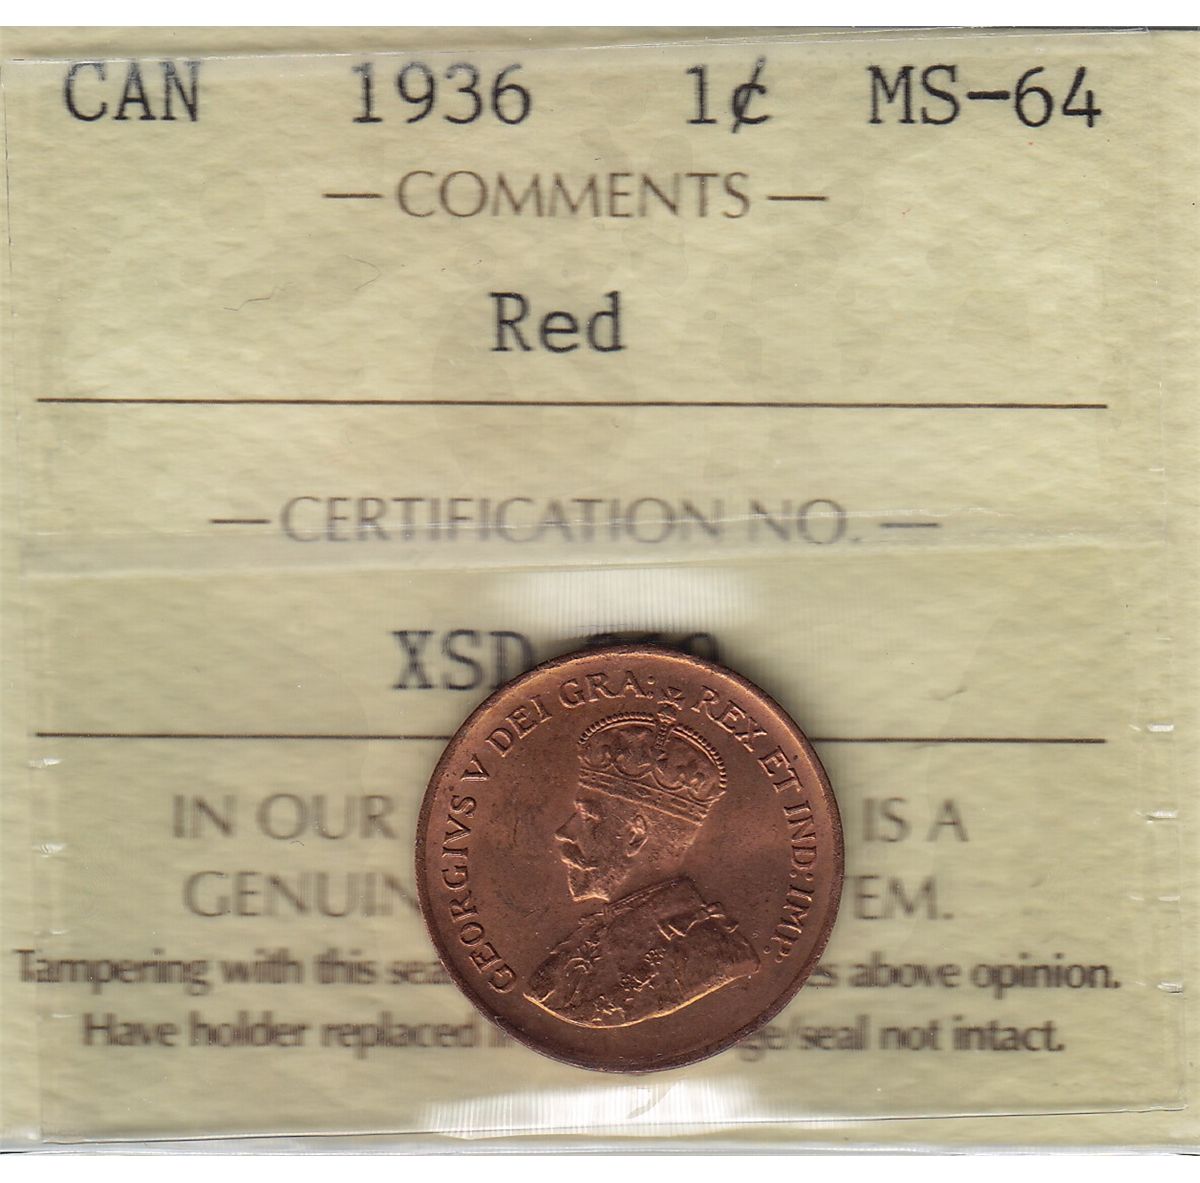 CAN 1936 1¢ MS-64
— COMMENTS —
Red
— CERTIFICATION NO. —
XSD
GEORGIVS V DEI GRA: REX ET IND: IMP:
IN OUR IS A
GENUIN EM.
Tampering with this sea s above opinion.
Have holder replaced ge/seal not intact.